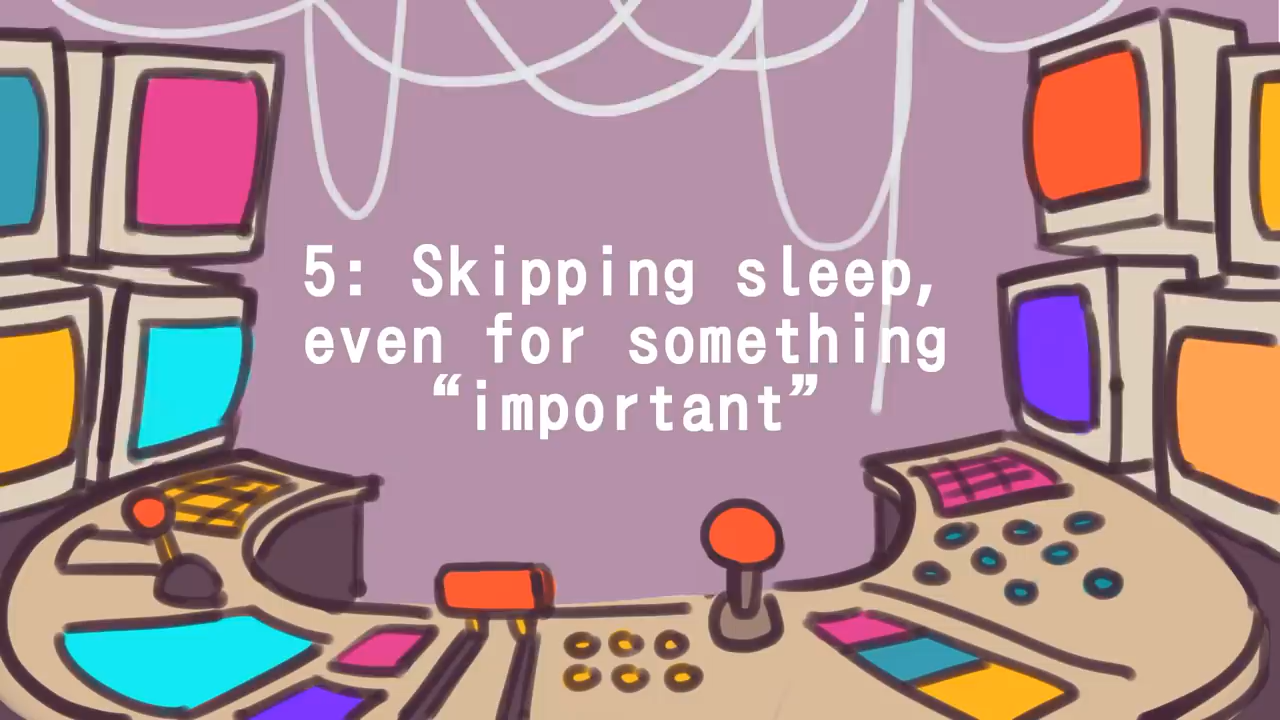 5: Skipping sleep,
even for something
“important”